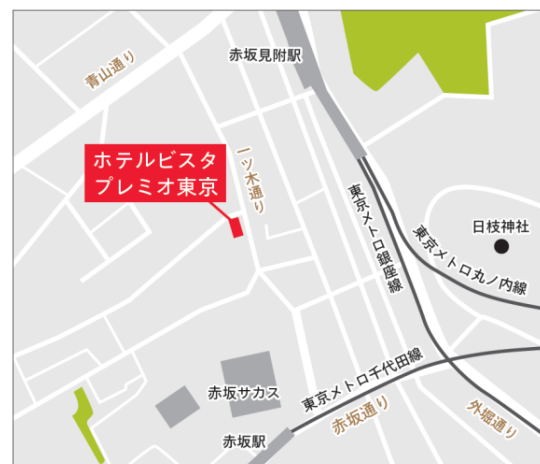 赤坂見附駅
青山通り
ホテルビスタ
プレミオ東京
一ツ木通り
東京メトロ銀座線
日枝神社
東京メトロ丸ノ内線
東京メトロ千代田線
赤坂サカス
赤坂通り
外堀通り
赤坂駅